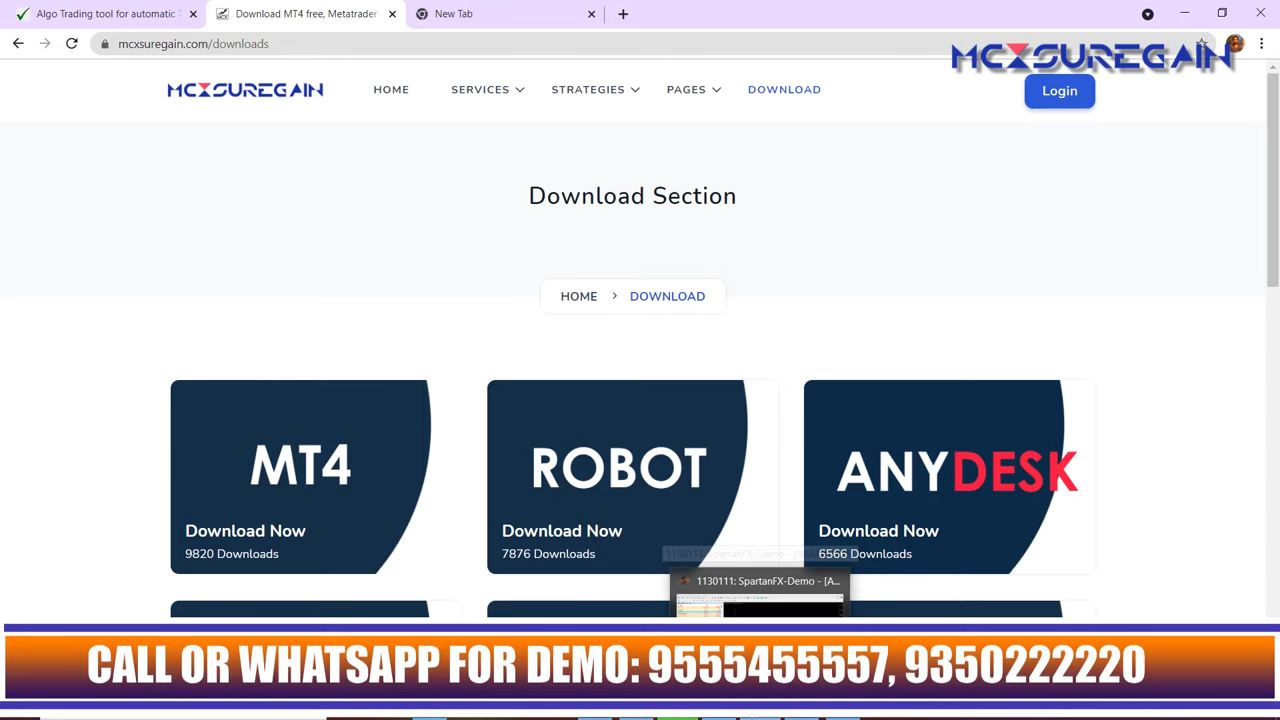 Algo Trading tool for automatic T
Download MT4 free, Metatrader
New Tab
mcxsuregain.com/downloads
MCXSUREGAIN
MCXSUREGAIN
HOME
SERVICES
STRATEGIES
PAGES
DOWNLOAD
Login
Download Section
HOME > DOWNLOAD
MT4
Download Now
9820 Downloads
ROBOT
Download Now
7876 Downloads
ANYDESK
Download Now
6566 Downloads
1130111: SpartanFX-Demo - [A...
CALL OR WHATSAPP FOR DEMO: 9555455557, 9350222220